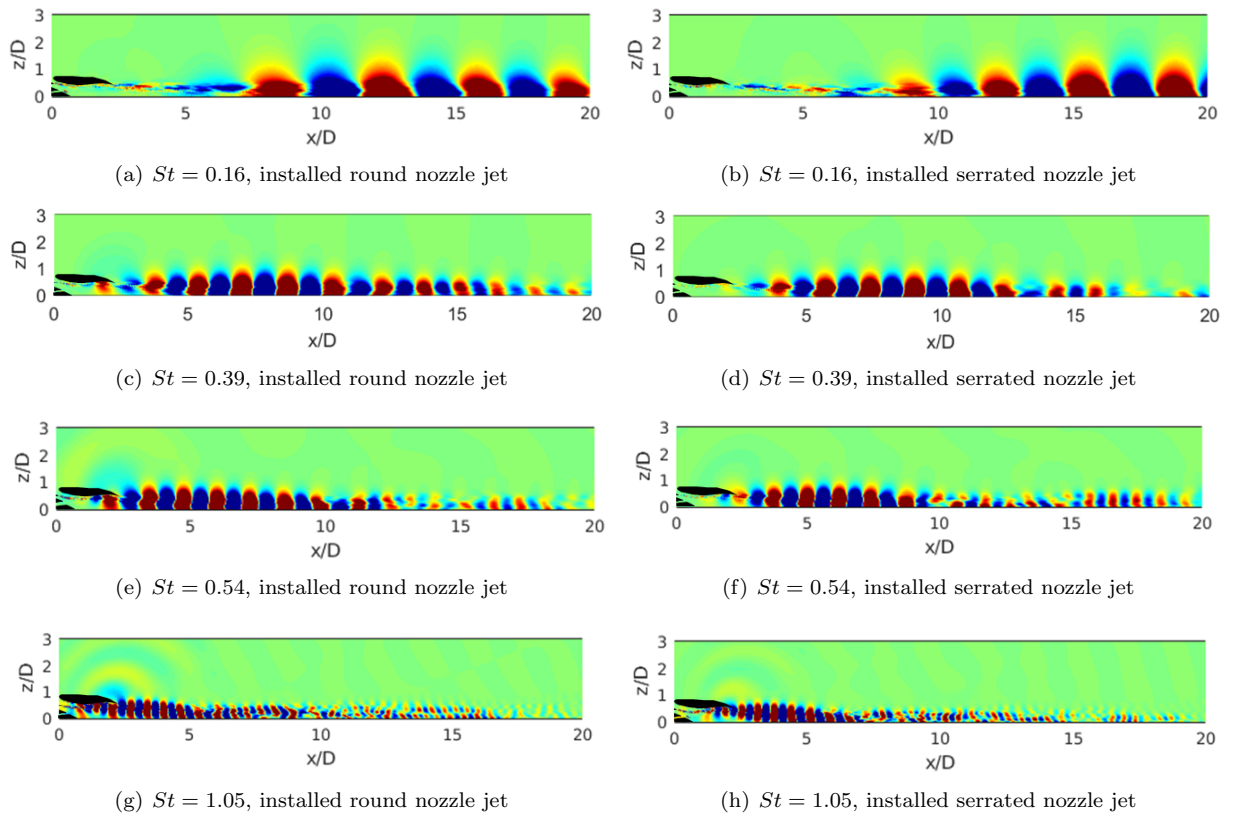 3
2
z/D
1
0
0 5 10 15 20
x/D
(a) St = 0.16, installed round nozzle jet
3
2
z/D
1
0
0 5 10 15 20
x/D
(b) St = 0.16, installed serrated nozzle jet
3
2
z/D
1
0
0 5 10 15 20
x/D
(c) St = 0.39, installed round nozzle jet
3
2
z/D
1
0
0 5 10 15 20
x/D
(d) St = 0.39, installed serrated nozzle jet
3
2
z/D
1
0
0 5 10 15 20
x/D
(e) St = 0.54, installed round nozzle jet
3
2
z/D
1
0
0 5 10 15 20
x/D
(f) St = 0.54, installed serrated nozzle jet
3
2
z/D
1
0
0 5 10 15 20
x/D
(g) St = 1.05, installed round nozzle jet
3
2
z/D
1
0
0 5 10 15 20
x/D
(h) St = 1.05, installed serrated nozzle jet